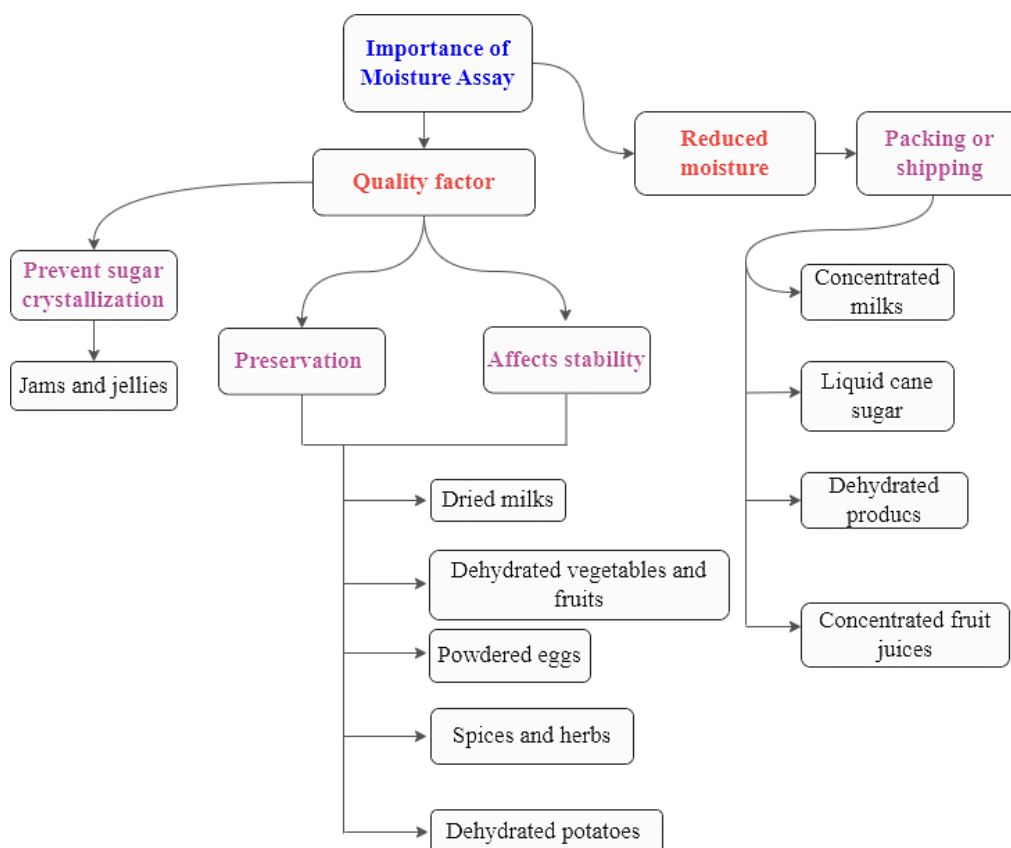 Importance of
Moisture Assay
Reduced
moisture
Packing or
shipping
Quality factor
Prevent sugar
crystallization
Concentrated
milks
Preservation
Affects stability
Jams and jellies
Liquid cane
sugar
Dried milks
Dehydrated
producs
Dehydrated vegetables and
fruits
Powdered eggs
Concentrated fruit
juices
Spices and herbs
Dehydrated potatoes